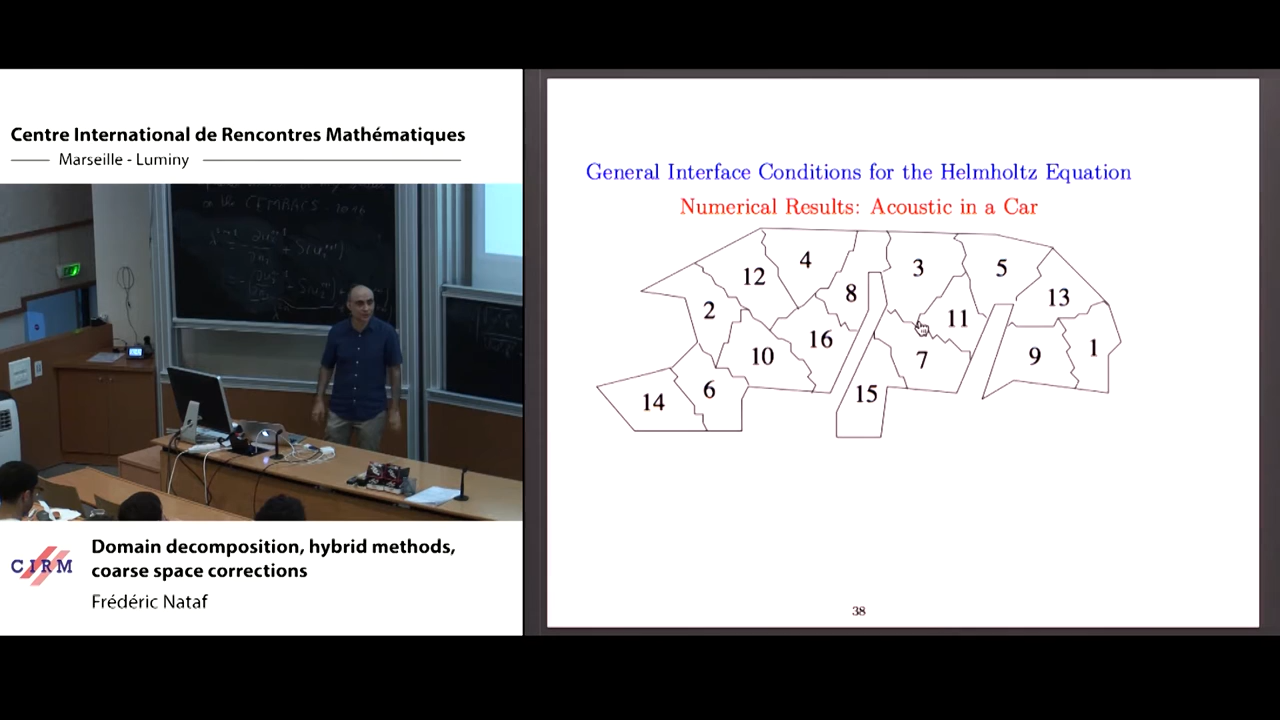 Centre International de Rencontres Mathématiques
Marseille - Luminy
CIRM
Domain decomposition, hybrid methods,
coarse space corrections
Frédéric Nataf
General Interface Conditions for the Helmholtz Equation
Numerical Results: Acoustic in a Car
4
3
5
12
8
13
2
11
16
1
10
7
9
6
15
14
38